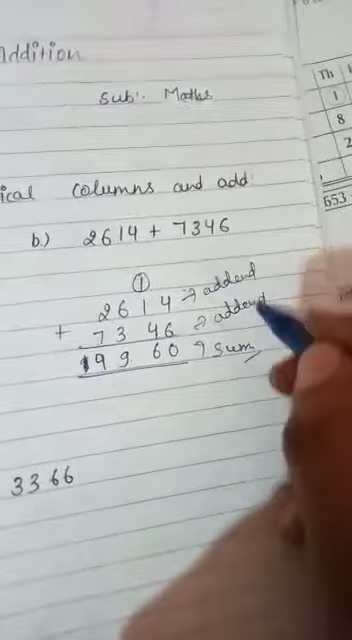 Addition
Sub:- Maths
ical columns and add.
b.) 2614 + 7346
1
2614 → addend
+ 7346 → addend
19960 → Sum
3366
Th
1
8
2
653